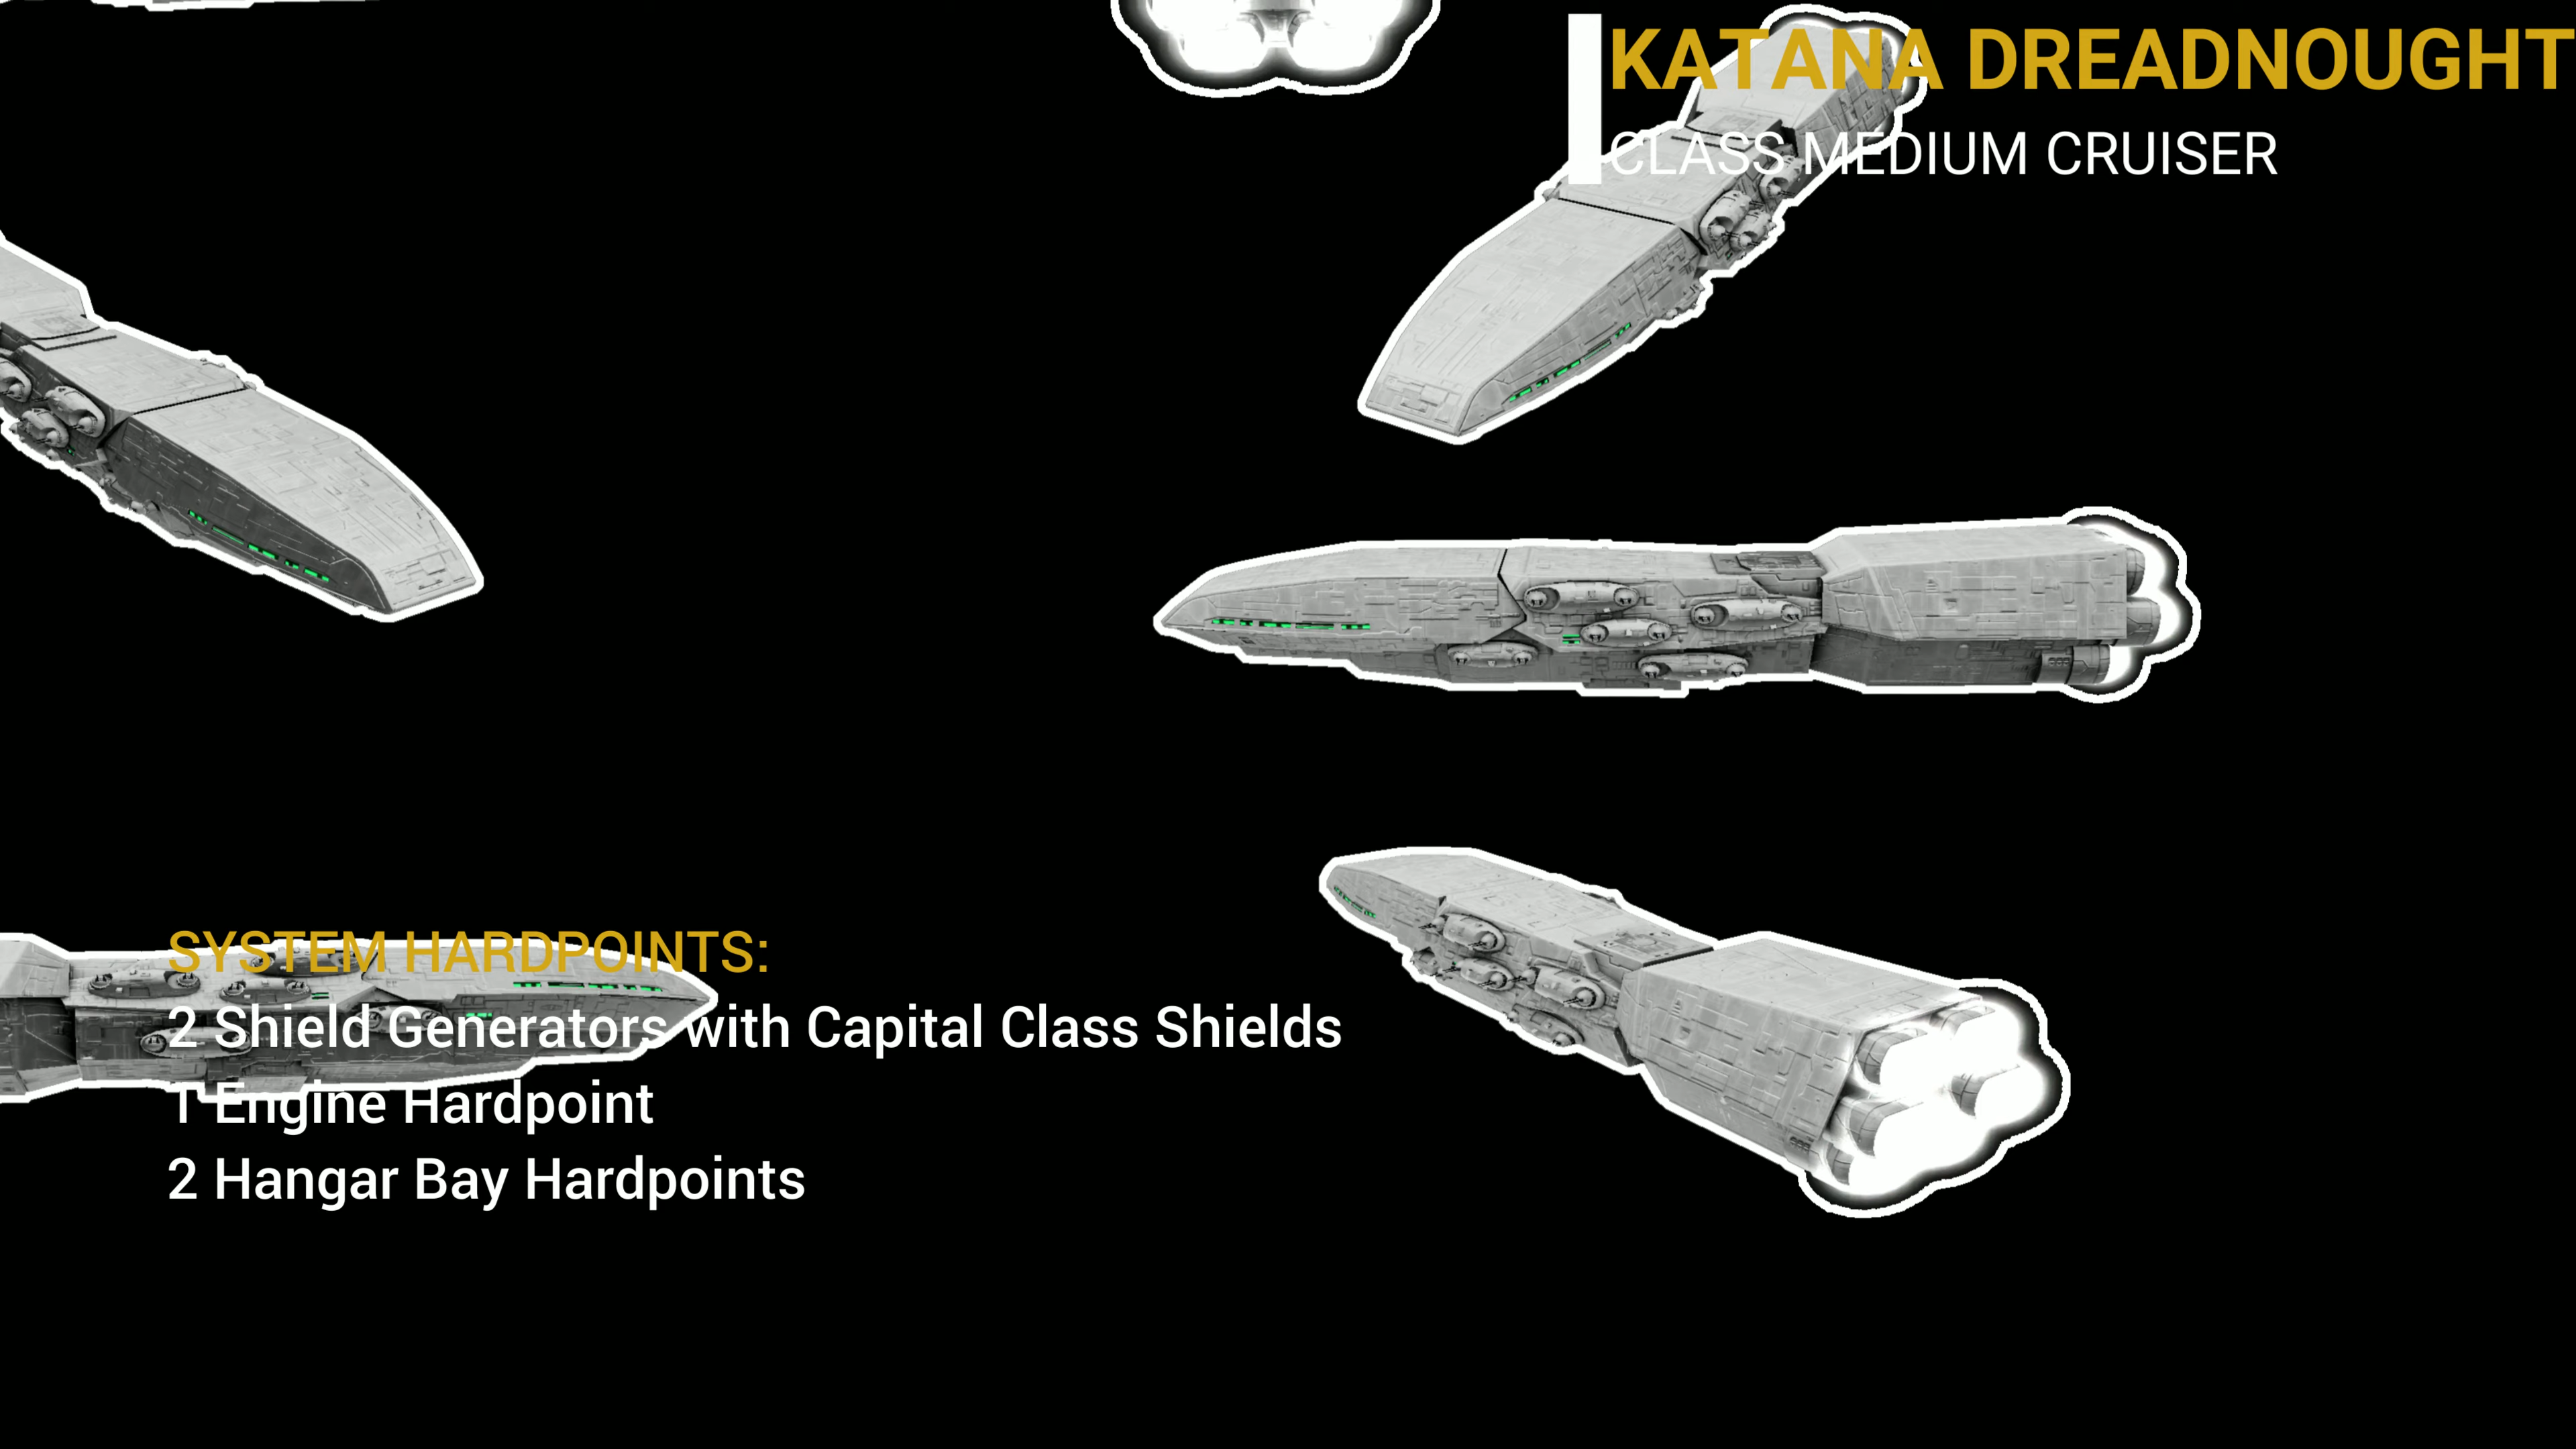 KATANA DREADNOUGHT
CLASS MEDIUM CRUISER
SYSTEM HARDPOINTS:
2 Shield Generators with Capital Class Shields
1 Engine Hardpoint
2 Hangar Bay Hardpoints